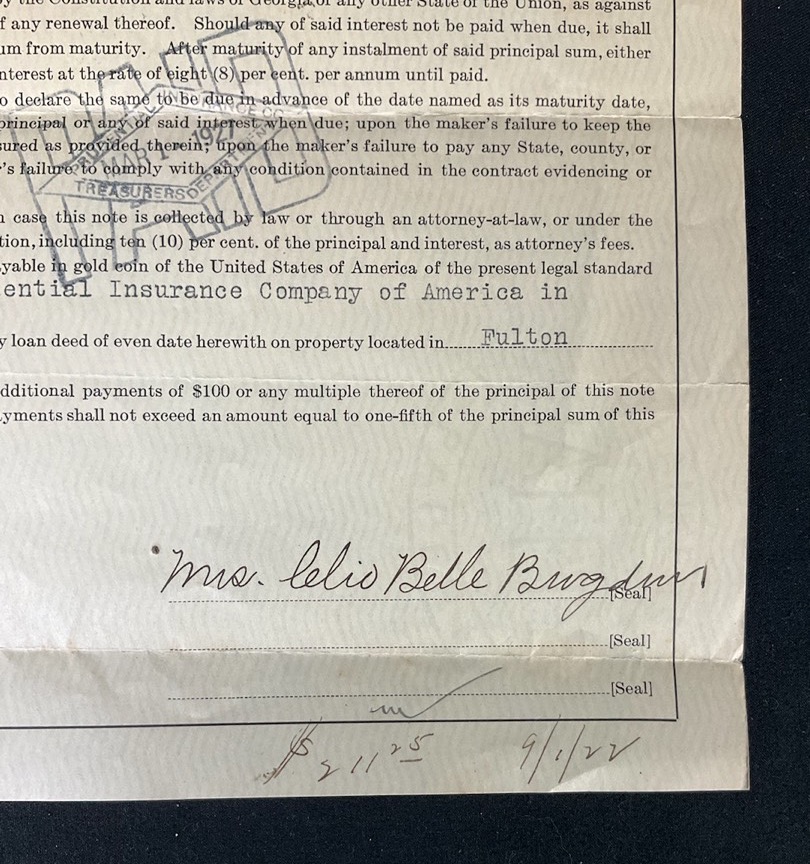 by the Constitution and laws of Georgia or any other State of the Union, as against
f any renewal thereof. Should any of said interest not be paid when due, it shall
um from maturity. After maturity of any instalment of said principal sum, either
nterest at the rate of eight (8) per cent. per annum until paid.
o declare the same to be due in advance of the date named as its maturity date,
principal or any of said interest when due; upon the maker's failure to keep the
sured as provided therein; upon the maker's failure to pay any State, county, or
's failure to comply with any condition contained in the contract evidencing or
PAID
MAR
TREASURERS DEPARTMENT
PAID
n case this note is collected by law or through an attorney-at-law, or under the
tion, including ten (10) per cent. of the principal and interest, as attorney's fees.
yable in gold coin of the United States of America of the present legal standard
ential Insurance Company of America in
y loan deed of even date herewith on property located in Fulton
dditional payments of $100 or any multiple thereof of the principal of this note
yments shall not exceed an amount equal to one-fifth of the principal sum of this
Mrs. Celio Belle [Seal]
[Seal]
[Seal]
$211 25 9/1/22